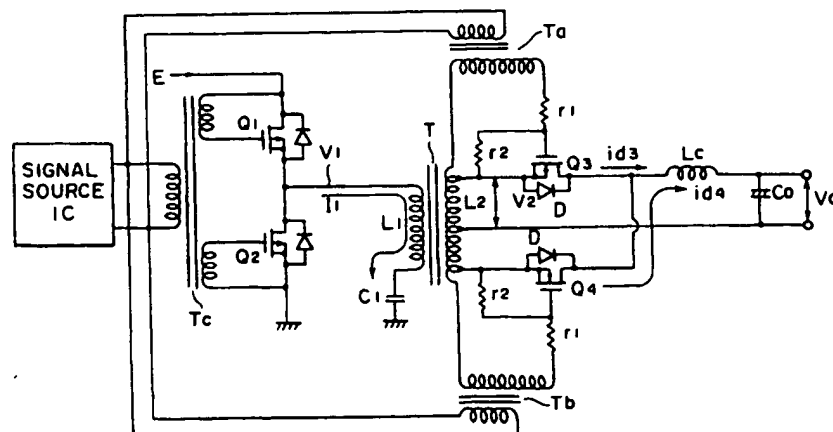 Ta
E
r1
Q1
T
r2
Q3
id3
Lc
SIGNAL
SOURCE
IC
V1
I1
L1
L2
V2
D
id4
Co
Q2
D
C1
r2
Q4
Tc
r1
Tb